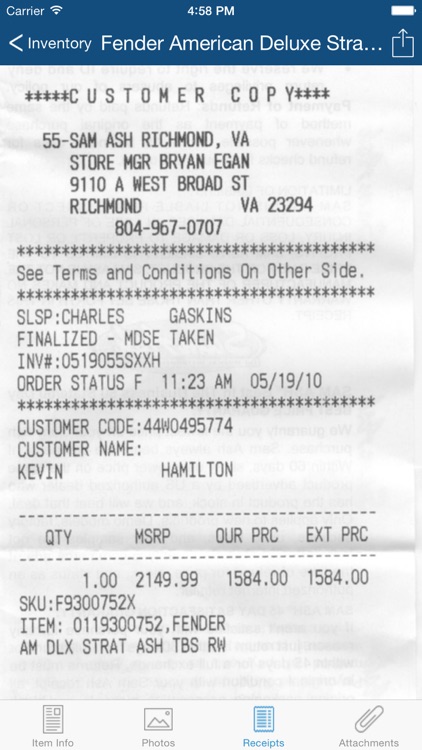 Carrier 4:58 PM
Inventory Fender American Deluxe Stra...
*****C U S T O M E R   C O P Y****
55-SAM ASH RICHMOND, VA
STORE MGR BRYAN EGAN
9110 A WEST BROAD ST
RICHMOND VA 23294
804-967-0707
****************************************
See Terms and Conditions On Other Side.
****************************************
SLSP:CHARLES GASKINS
FINALIZED - MDSE TAKEN
INV#:0519055SXXH
ORDER STATUS F 11:23 AM 05/19/10
****************************************
CUSTOMER CODE:44WO495774
CUSTOMER NAME:
KEVIN HAMILTON
----------------------------------------
QTY MSRP OUR PRC EXT PRC
----------------------------------------
1.00 2149.99 1584.00 1584.00
SKU:F9300752X
ITEM: 0119300752,FENDER
AM DLX STRAT ASH TBS RW
Item Info Photos Receipts Attachments